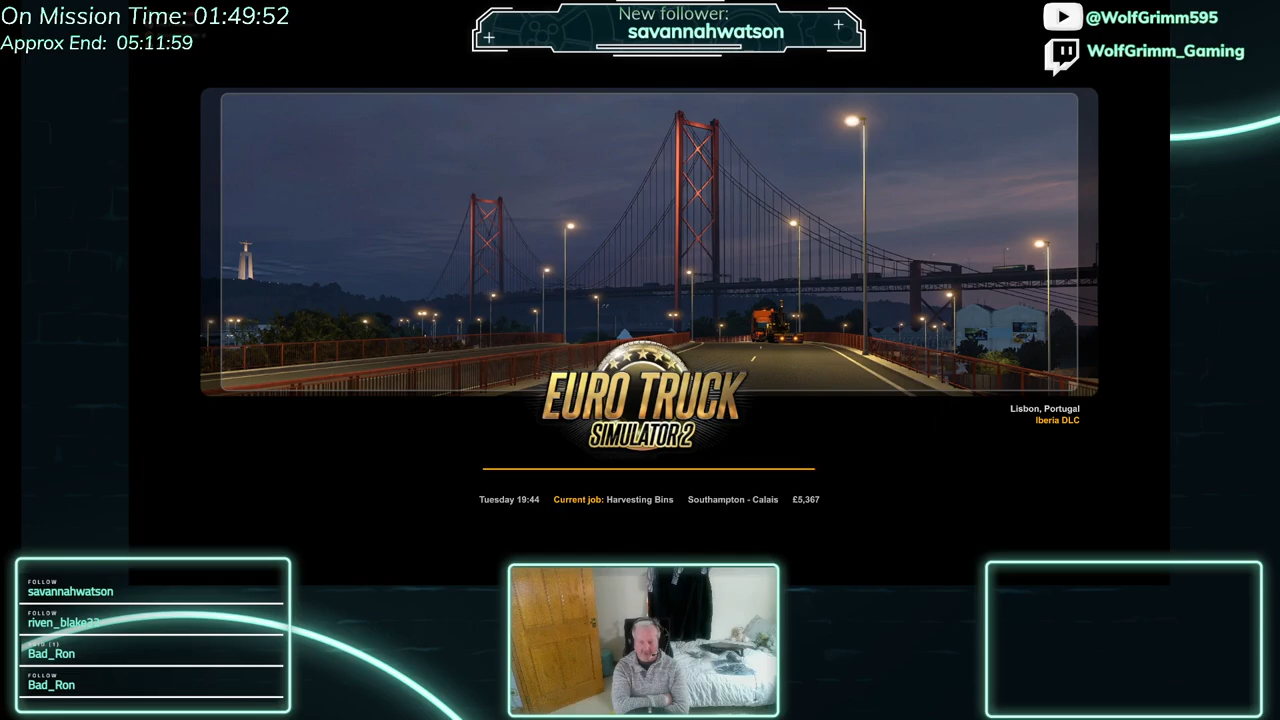 On Mission Time: 01:49:52
Approx End: 05:11:59
New follower:
savannahwatson
@WolfGrimm595
WolfGrimm_Gaming
EURO TRUCK
SIMULATOR 2
Lisbon, Portugal
Iberia DLC
Tuesday 19:44 Current job: Harvesting Bins Southampton - Calais £5,367
FOLLOW
savannahwatson
FOLLOW
riven_blake22
Bad_Ron
FOLLOW
Bad_Ron